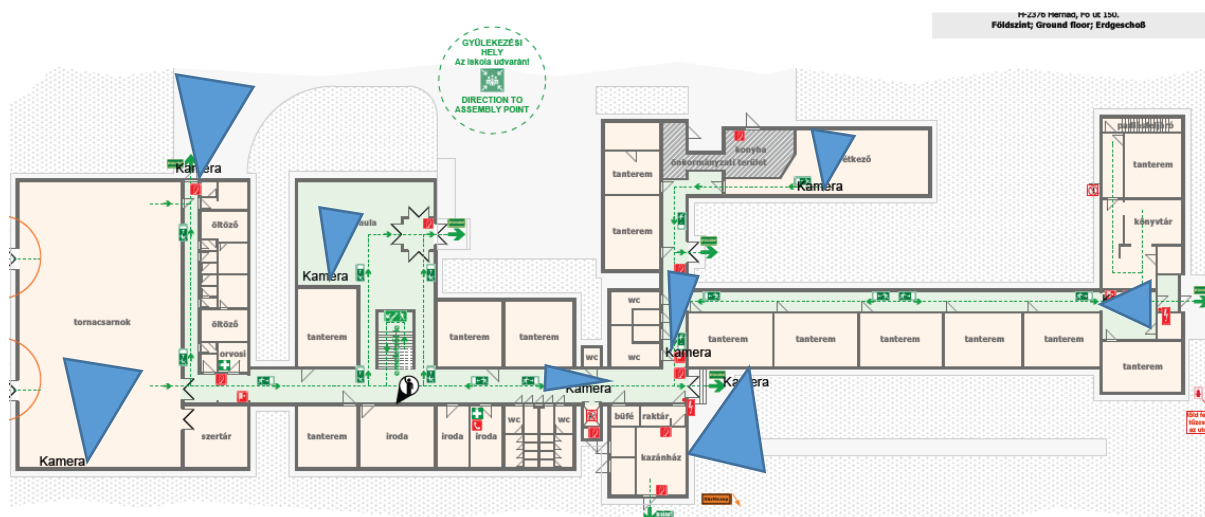 H-2376 Hernád, Fő út 150.
Földszint; Ground floor; Erdgeschoß
GYÜLEKEZÉSI
HELY
Az iskola udvarán!
DIRECTION TO
ASSEMBLY POINT
Kamera
öltöző
tornacsarnok
öltöző
orvosi
szertár
Kamera
aula
Kamera
tanterem
tanterem
tanterem
tanterem
iroda
iroda
iroda
wc
wc
wc
Kamera
wc
wc
büfé
raktár
kazánház
tanterem
tanterem
konyha
önkormányzati terület
étkező
Kamera
Kamera
Kamera
tanterem
tanterem
tanterem
tanterem
tanterem
tanterem
könyvtár
tanterem